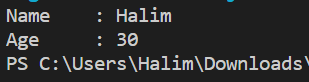 Name    : Halim
Age     : 30
PS C:\Users\Halim\Downloads\